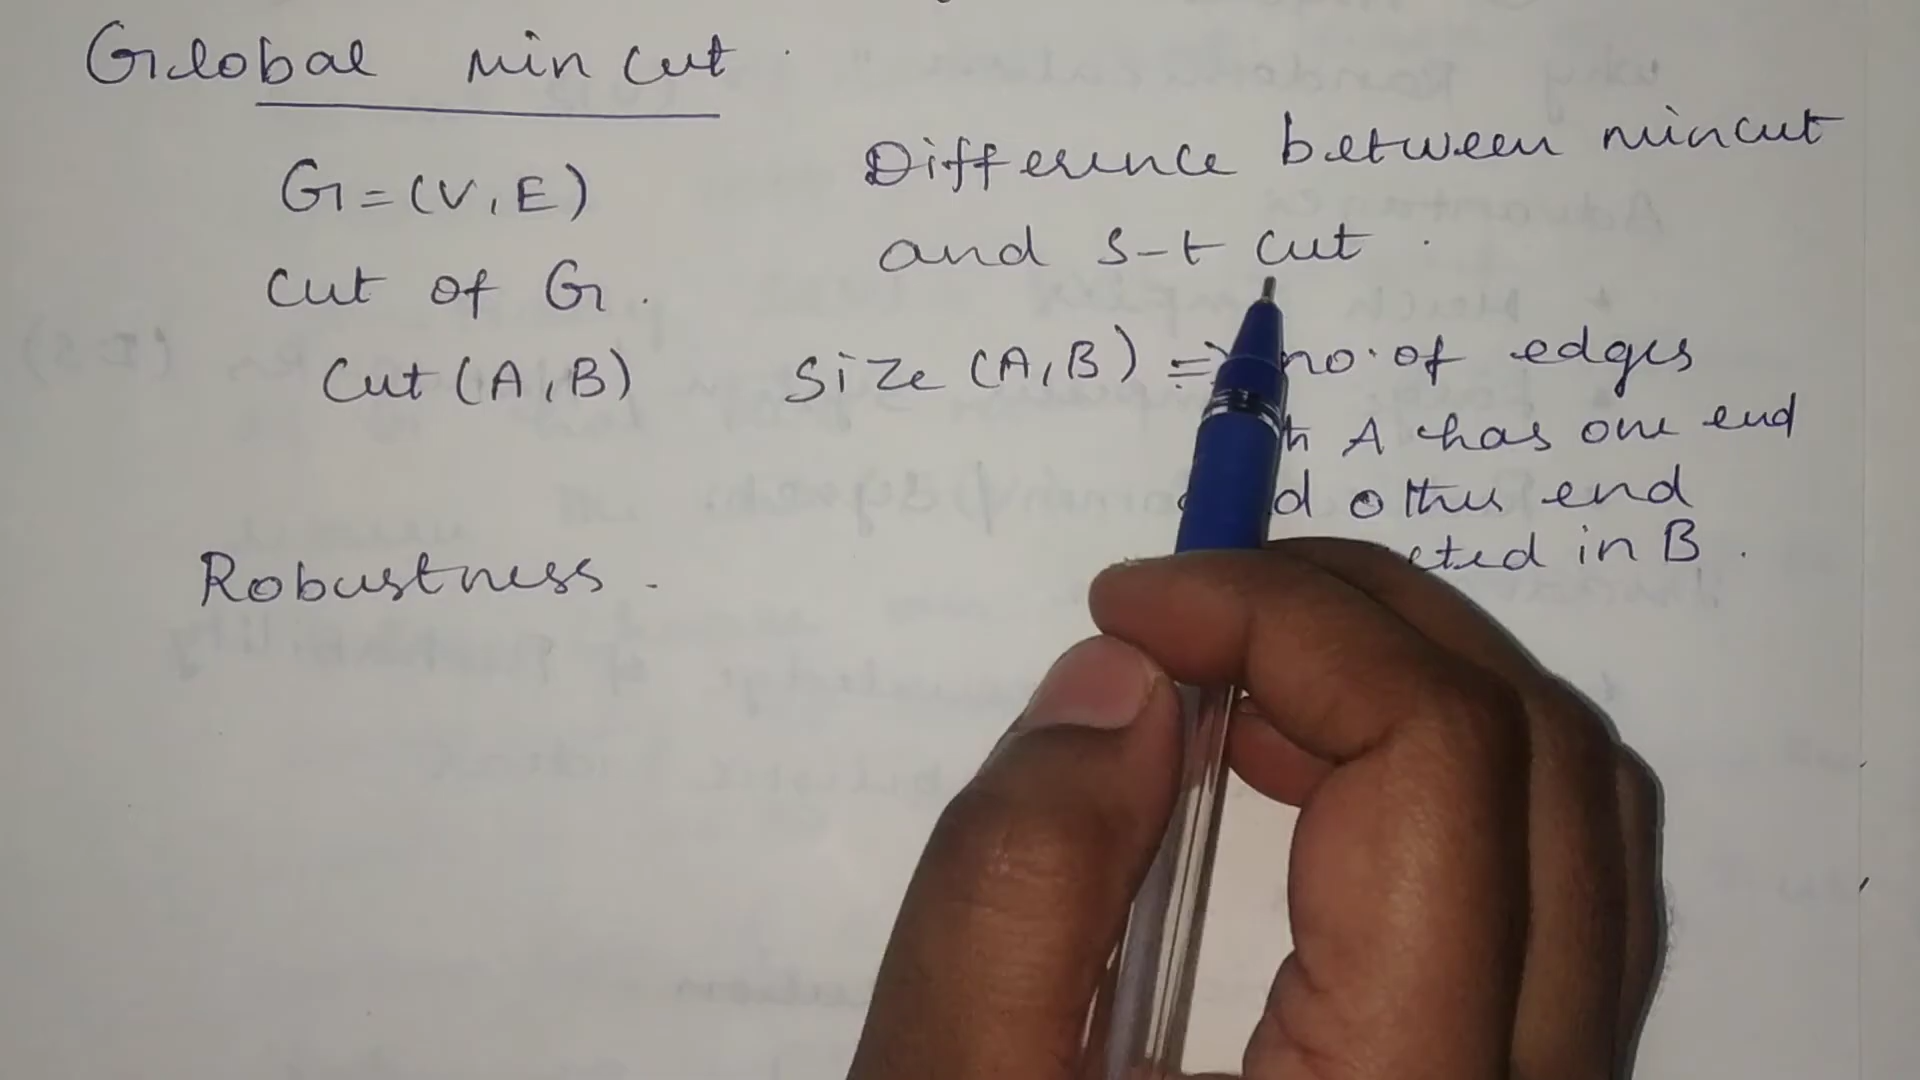 Global min cut
G = (V, E)
cut of G.
Cut (A, B)
Robustness.
Difference between mincut
and s-t cut.
Size (A, B) => no. of edges
A has one end
other end
in B.